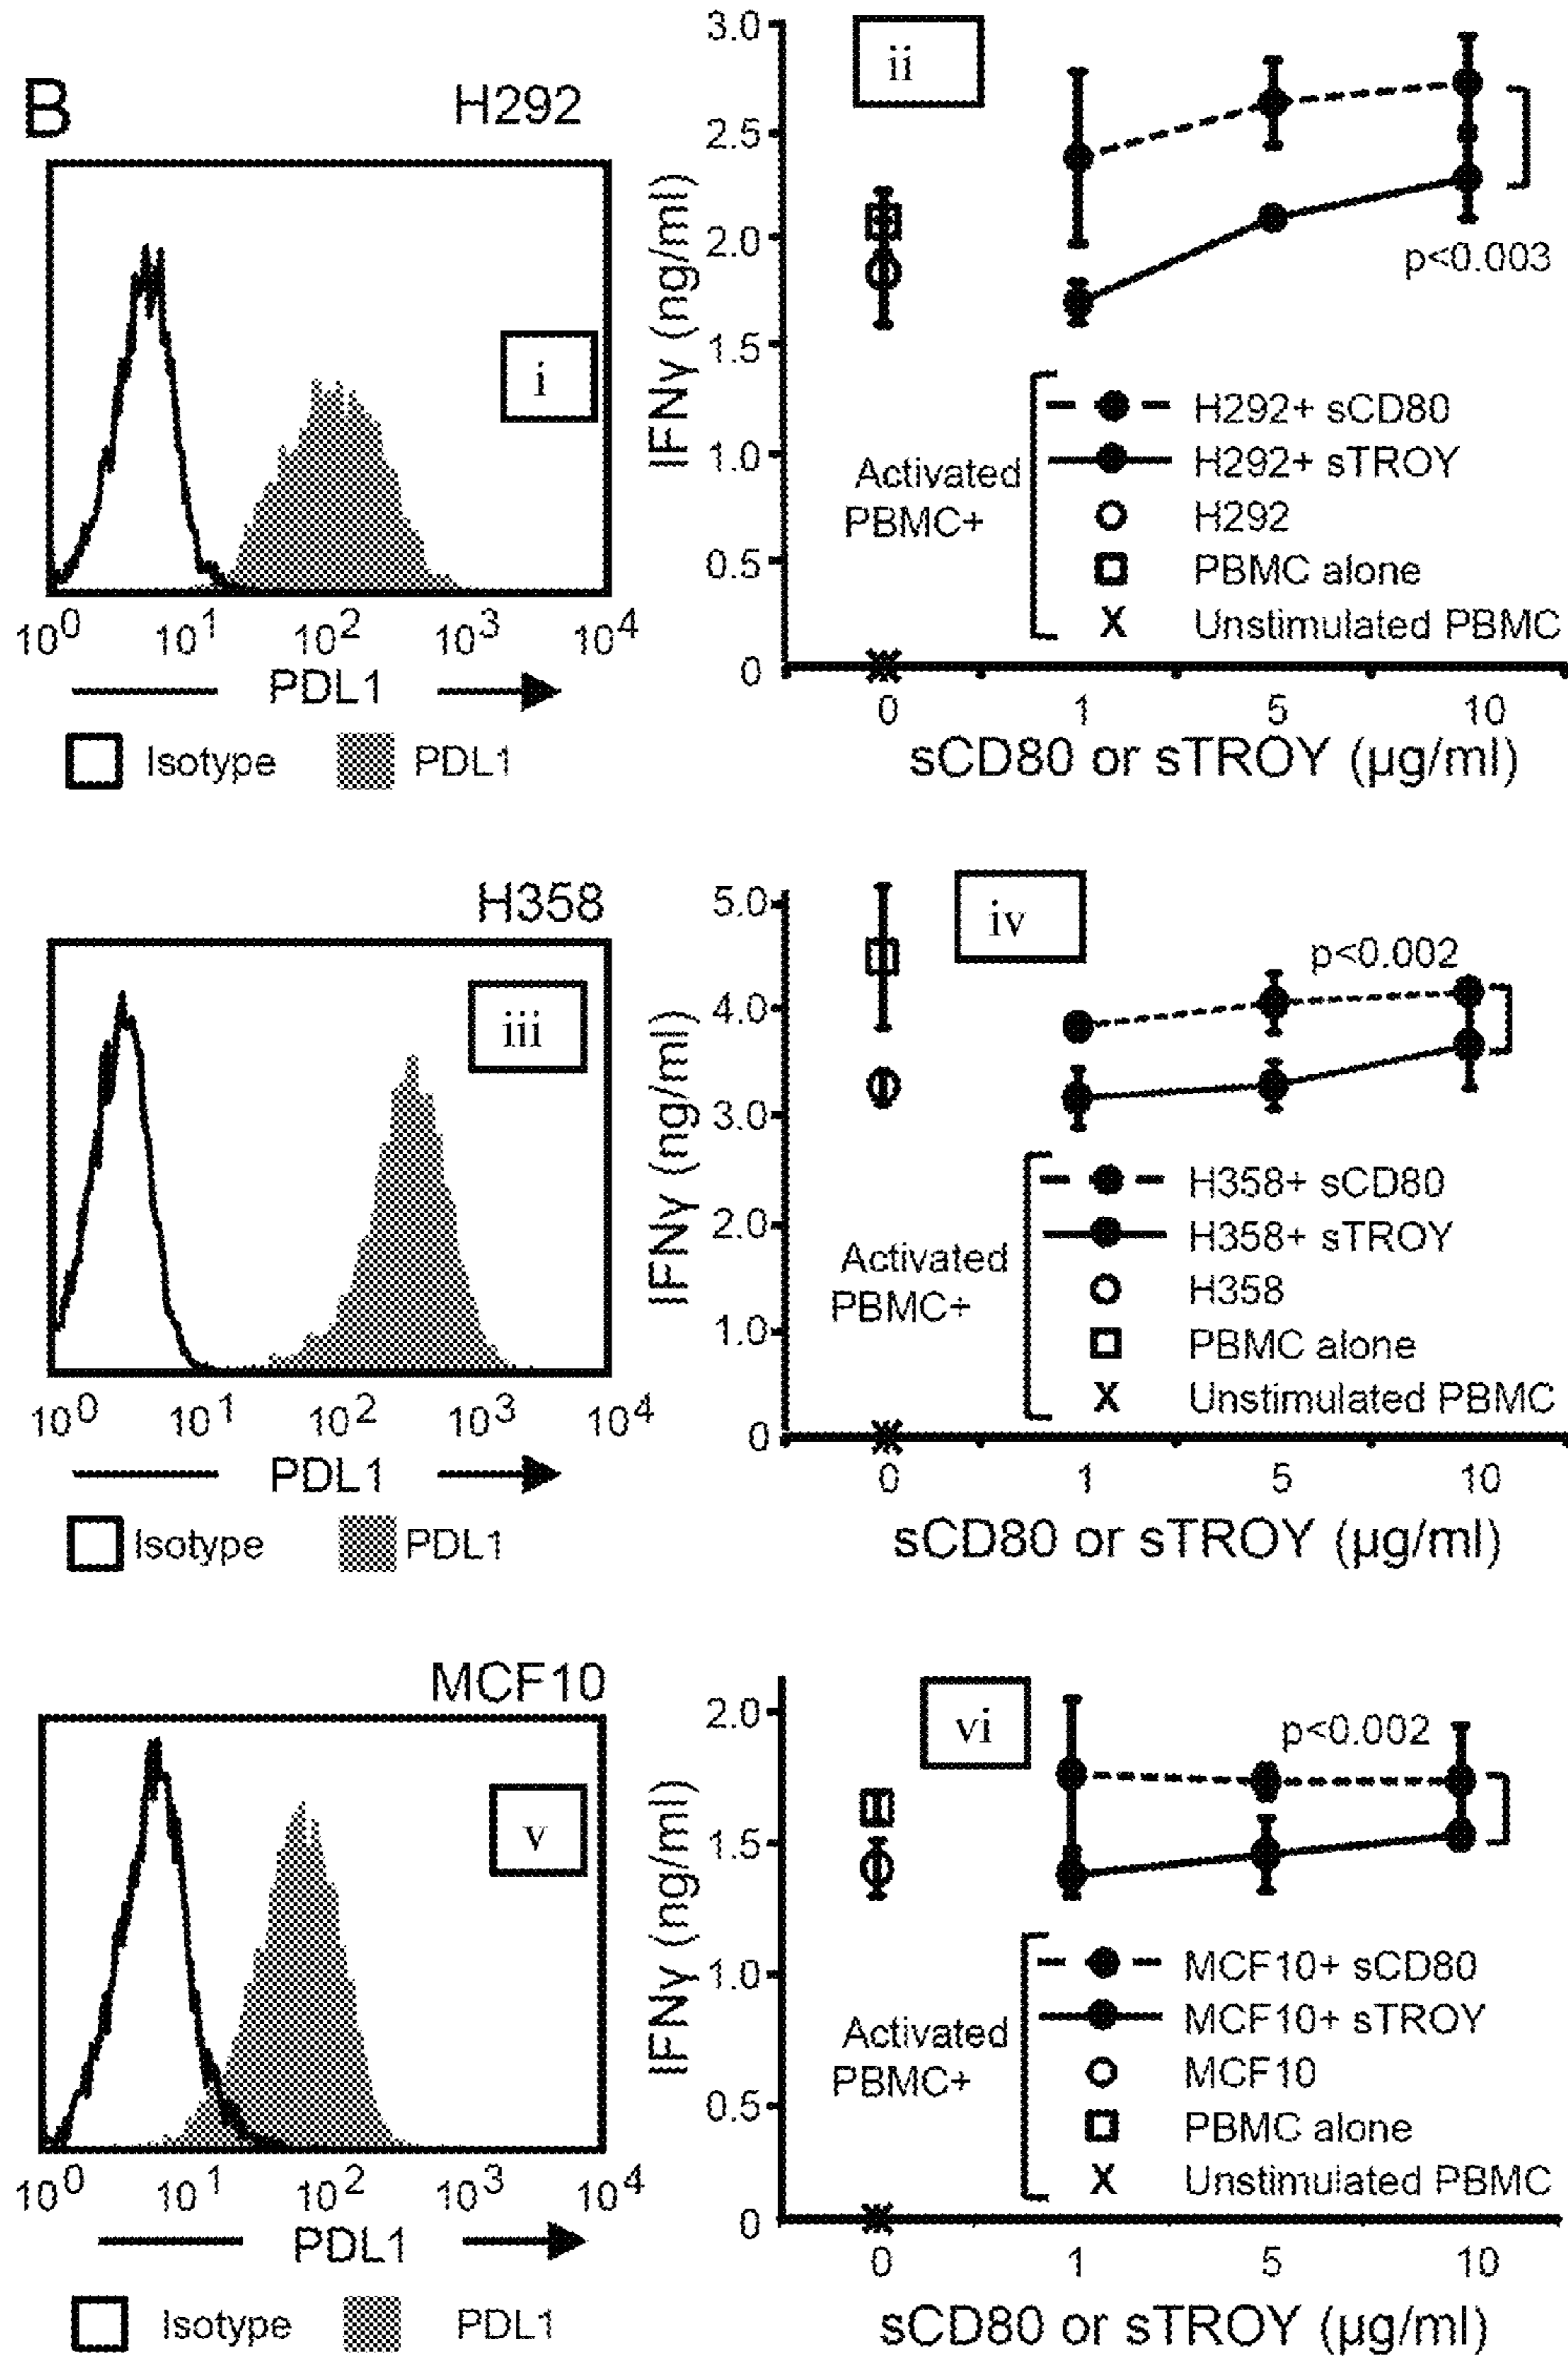 B
H292
i
10^0 10^1 10^2 10^3 10^4
PDL1
Isotype PDL1
ii
IFNγ (ng/ml)
3.0
2.5
2.0
1.5
1.0
0.5
0
p<0.003
Activated
PBMC+
H292+ sCD80
H292+ sTROY
H292
PBMC alone
X Unstimulated PBMC
0 1 5 10
sCD80 or sTROY (µg/ml)
H358
iii
10^0 10^1 10^2 10^3 10^4
PDL1
Isotype PDL1
iv
IFNγ (ng/ml)
5.0
4.0
3.0
2.0
1.0
0
p<0.002
Activated
PBMC+
H358+ sCD80
H358+ sTROY
H358
PBMC alone
X Unstimulated PBMC
0 1 5 10
sCD80 or sTROY (µg/ml)
MCF10
v
10^0 10^1 10^2 10^3 10^4
PDL1
Isotype PDL1
vi
IFNγ (ng/ml)
2.0
1.5
1.0
0.5
0
p<0.002
Activated
PBMC+
MCF10+ sCD80
MCF10+ sTROY
MCF10
PBMC alone
X Unstimulated PBMC
0 1 5 10
sCD80 or sTROY (µg/ml)